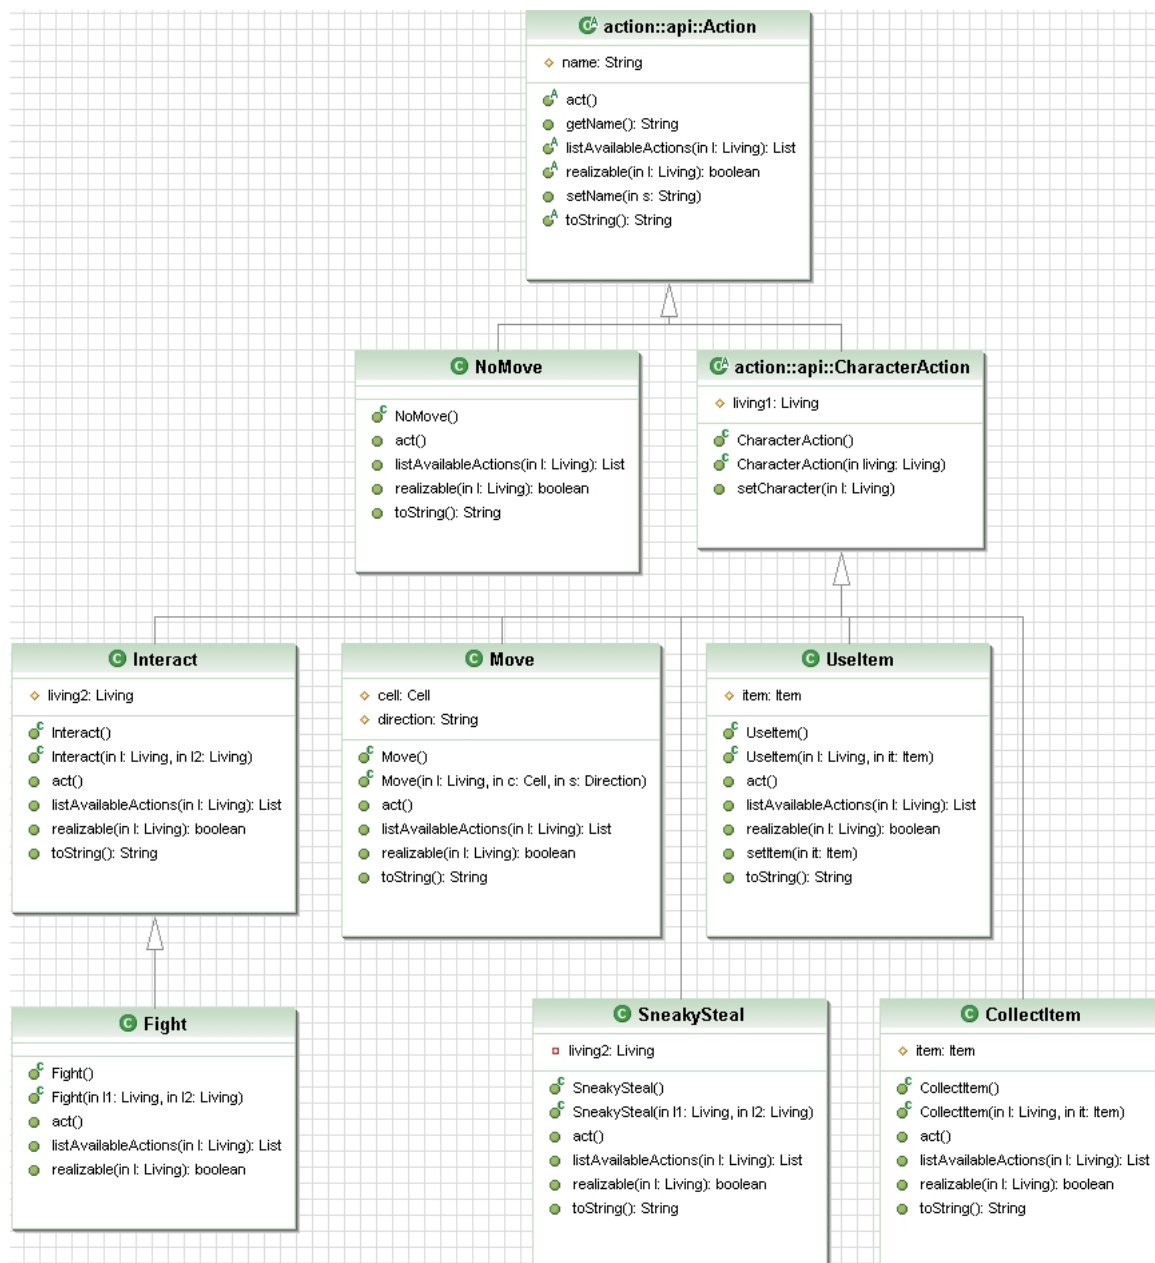 action::api::Action
name: String
act()
getName(): String
listAvailableActions(in l: Living): List
realizable(in l: Living): boolean
setName(in s: String)
toString(): String
NoMove
NoMove()
act()
listAvailableActions(in l: Living): List
realizable(in l: Living): boolean
toString(): String
action::api::CharacterAction
living1: Living
CharacterAction()
CharacterAction(in living: Living)
setCharacter(in l: Living)
Interact
living2: Living
Interact()
Interact(in l: Living, in l2: Living)
act()
listAvailableActions(in l: Living): List
realizable(in l: Living): boolean
toString(): String
Move
cell: Cell
direction: String
Move()
Move(in l: Living, in c: Cell, in s: Direction)
act()
listAvailableActions(in l: Living): List
realizable(in l: Living): boolean
toString(): String
UseItem
item: Item
UseItem()
UseItem(in l: Living, in it: Item)
act()
listAvailableActions(in l: Living): List
realizable(in l: Living): boolean
setItem(in it: Item)
toString(): String
Fight
Fight()
Fight(in l1: Living, in l2: Living)
act()
listAvailableActions(in l: Living): List
realizable(in l: Living): boolean
SneakySteal
living2: Living
SneakySteal()
SneakySteal(in l1: Living, in l2: Living)
act()
listAvailableActions(in l: Living): List
realizable(in l: Living): boolean
toString(): String
CollectItem
item: Item
CollectItem()
CollectItem(in l: Living, in it: Item)
act()
listAvailableActions(in l: Living): List
realizable(in l: Living): boolean
toString(): String